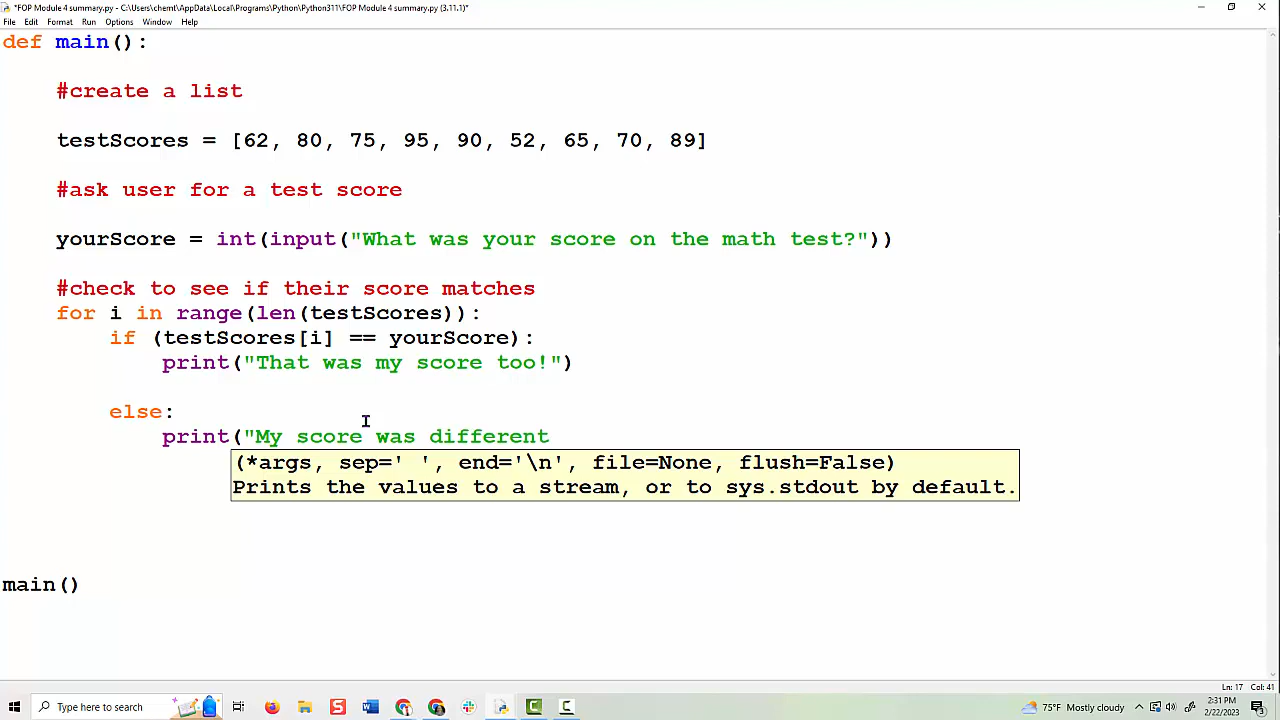 *FOP Module 4 summary.py - C:\Users\chemt\AppData\Local\Programs\Python\Python311\FOP Module 4 summary.py (3.11.1)*
File Edit Format Run Options Window Help
def main():
#create a list
testScores = [62, 80, 75, 95, 90, 52, 65, 70, 89]
#ask user for a test score
yourScore = int(input("What was your score on the math test?"))
#check to see if their score matches
for i in range(len(testScores)):
if (testScores[i] == yourScore):
print("That was my score too!")
else:
print("My score was different
(*args, sep=' ', end='\n', file=None, flush=False)
Prints the values to a stream, or to sys.stdout by default.
main()
Ln: 17 Col: 41
Type here to search
75°F Mostly cloudy
2:31 PM
2/22/2023